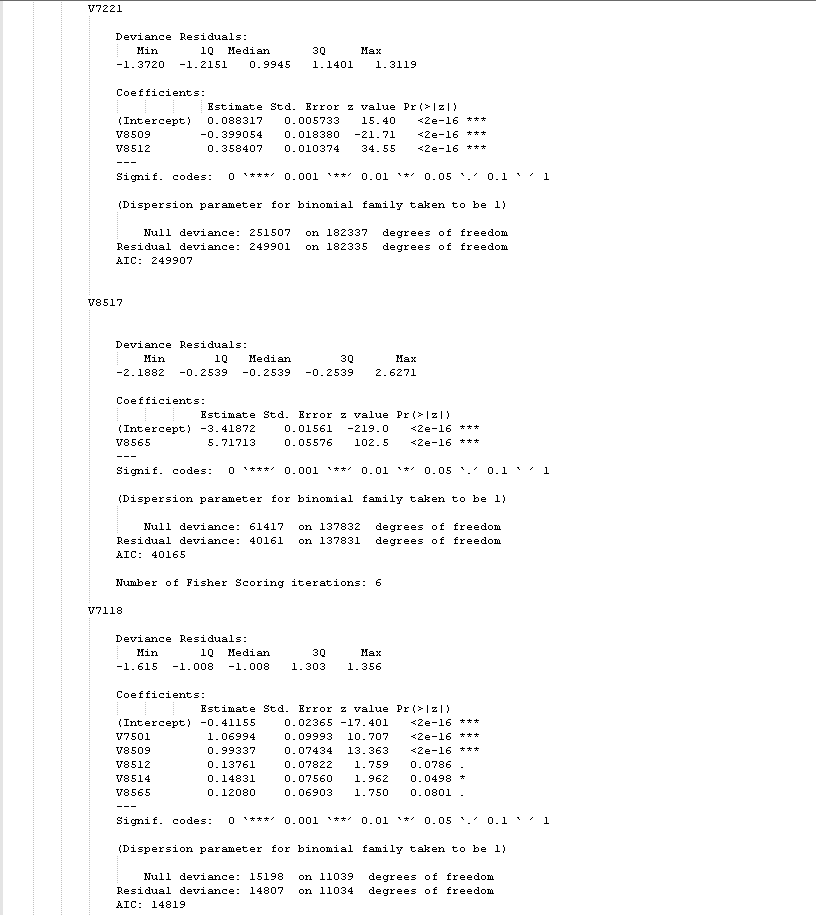 V7221
Deviance Residuals:
Min 1Q Median 3Q Max
-1.3720 -1.2151 0.9945 1.1401 1.3119
Coefficients:
Estimate Std. Error z value Pr(>|z|)
(Intercept) 0.088317 0.005733 15.40 <2e-16 ***
V8509 -0.399054 0.018380 -21.71 <2e-16 ***
V8512 0.358407 0.010374 34.55 <2e-16 ***
---
Signif. codes: 0 `***´ 0.001 `**´ 0.01 `*´ 0.05 `.´ 0.1 ` ´ 1
(Dispersion parameter for binomial family taken to be 1)
Null deviance: 251507 on 182337 degrees of freedom
Residual deviance: 249901 on 182335 degrees of freedom
AIC: 249907
V8517
Deviance Residuals:
Min 1Q Median 3Q Max
-2.1882 -0.2539 -0.2539 -0.2539 2.6271
Coefficients:
Estimate Std. Error z value Pr(>|z|)
(Intercept) -3.41872 0.01561 -219.0 <2e-16 ***
V8565 5.71713 0.05576 102.5 <2e-16 ***
---
Signif. codes: 0 `***´ 0.001 `**´ 0.01 `*´ 0.05 `.´ 0.1 ` ´ 1
(Dispersion parameter for binomial family taken to be 1)
Null deviance: 61417 on 137832 degrees of freedom
Residual deviance: 40161 on 137831 degrees of freedom
AIC: 40165
Number of Fisher Scoring iterations: 6
V7118
Deviance Residuals:
Min 1Q Median 3Q Max
-1.615 -1.008 -1.008 1.303 1.356
Coefficients:
Estimate Std. Error z value Pr(>|z|)
(Intercept) -0.41155 0.02365 -17.401 <2e-16 ***
V7501 1.06994 0.09993 10.707 <2e-16 ***
V8509 0.99337 0.07434 13.363 <2e-16 ***
V8512 0.13761 0.07822 1.759 0.0786 .
V8514 0.14831 0.07560 1.962 0.0498 *
V8565 0.12080 0.06903 1.750 0.0801 .
---
Signif. codes: 0 `***´ 0.001 `**´ 0.01 `*´ 0.05 `.´ 0.1 ` ´ 1
(Dispersion parameter for binomial family taken to be 1)
Null deviance: 15198 on 11039 degrees of freedom
Residual deviance: 14807 on 11034 degrees of freedom
AIC: 14819